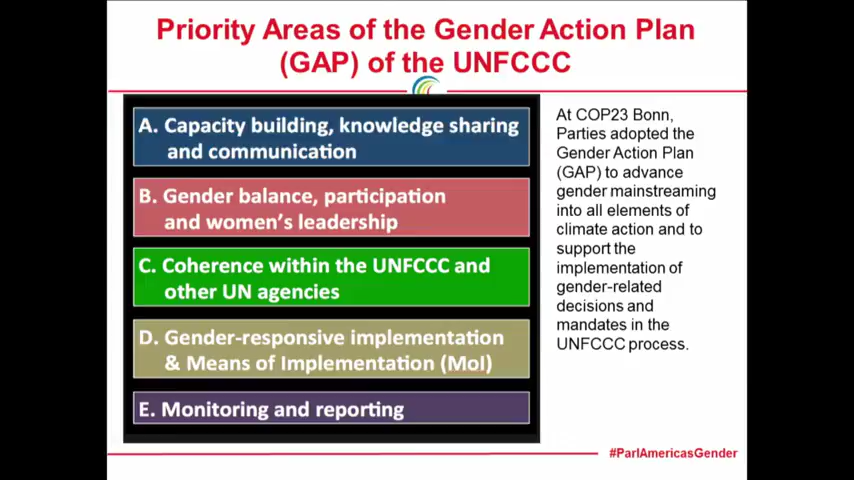 Priority Areas of the Gender Action Plan
(GAP) of the UNFCCC
A. Capacity building, knowledge sharing
and communication
B. Gender balance, participation
and women's leadership
C. Coherence within the UNFCCC and
other UN agencies
D. Gender-responsive implementation
& Means of Implementation (MoI)
E. Monitoring and reporting
At COP23 Bonn,
Parties adopted the
Gender Action Plan
(GAP) to advance
gender mainstreaming
into all elements of
climate action and to
support the
implementation of
gender-related
decisions and
mandates in the
UNFCCC process.
#ParlAmericasGender